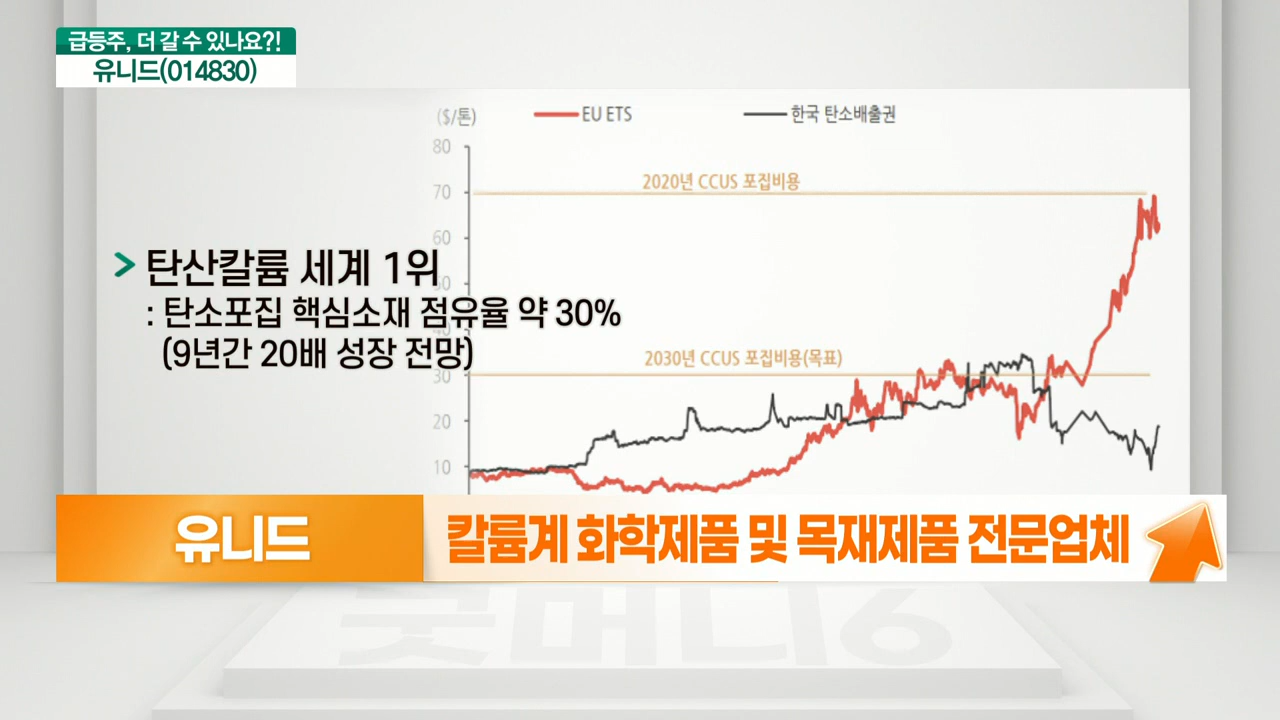 급등주, 더 갈 수 있나요?!
유니드(014830)
($/톤)
EU ETS
한국 탄소배출권
80
2020년 CCUS 포집비용
70
60
> 탄산칼륨 세계 1위
: 탄소포집 핵심소재 점유율 약 30%
(9년간 20배 성장 전망)
2030년 CCUS 포집비용(목표)
30
20
10
유니드
칼륨계 화학제품 및 목재제품 전문업체
굿머니6